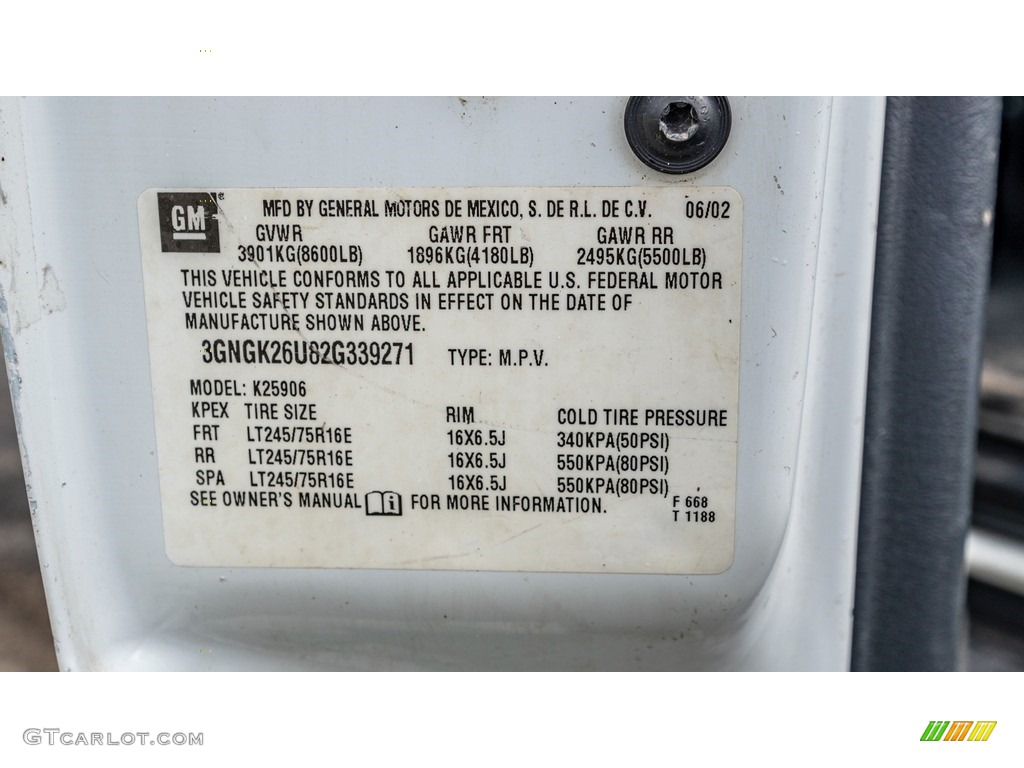 GM® MFD BY GENERAL MOTORS DE MEXICO, S. DE R.L. DE C.V. 06/02
GVWR GAWR FRT GAWR RR
3901KG(8600LB) 1896KG(4180LB) 2495KG(5500LB)
THIS VEHICLE CONFORMS TO ALL APPLICABLE U.S. FEDERAL MOTOR
VEHICLE SAFETY STANDARDS IN EFFECT ON THE DATE OF
MANUFACTURE SHOWN ABOVE.
3GNGK26U82G339271 TYPE: M.P.V.
MODEL: K25906
KPEX TIRE SIZE RIM COLD TIRE PRESSURE
FRT LT245/75R16E 16X6.5J 340KPA(50PSI)
RR LT245/75R16E 16X6.5J 550KPA(80PSI)
SPA LT245/75R16E 16X6.5J 550KPA(80PSI)
SEE OWNER'S MANUAL i FOR MORE INFORMATION. F 668
T 1188
GTCARLOT.COM